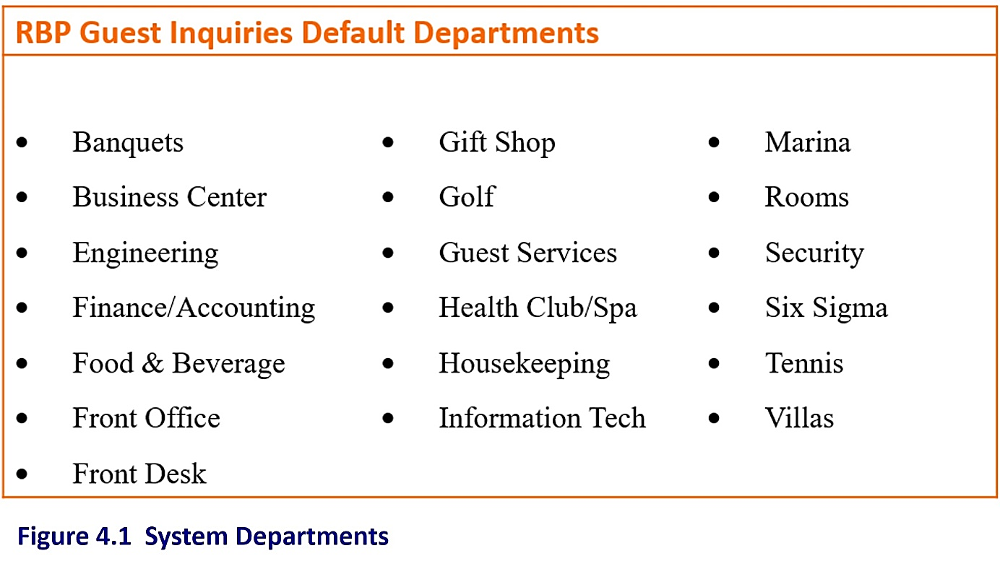 RBP Guest Inquiries Default Departments
• Banquets
• Business Center
• Engineering
• Finance/Accounting
• Food & Beverage
• Front Office
• Front Desk
• Gift Shop
• Golf
• Guest Services
• Health Club/Spa
• Housekeeping
• Information Tech
• Marina
• Rooms
• Security
• Six Sigma
• Tennis
• Villas
Figure 4.1 System Departments